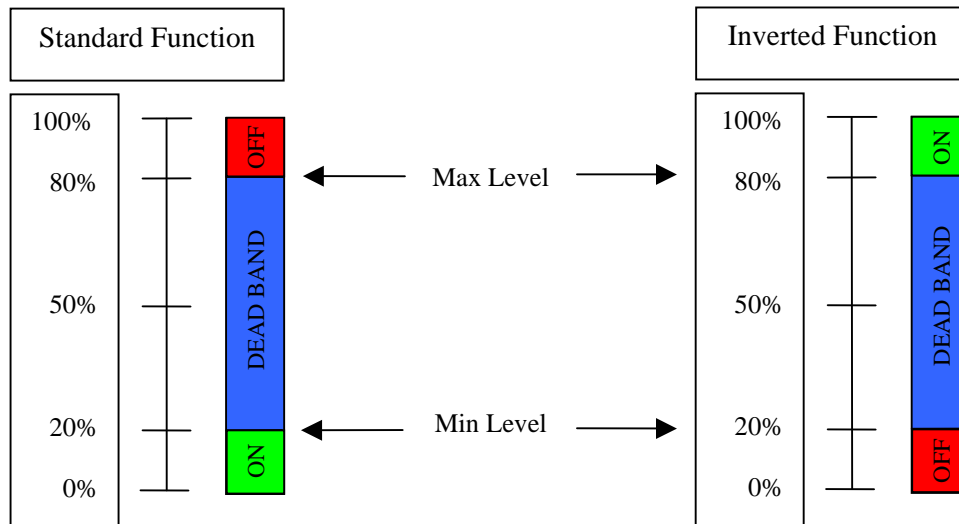 Standard Function
100%
80%
50%
20%
0%
OFF
DEAD BAND
ON
Max Level
Min Level
Inverted Function
100%
80%
50%
20%
0%
ON
DEAD BAND
OFF